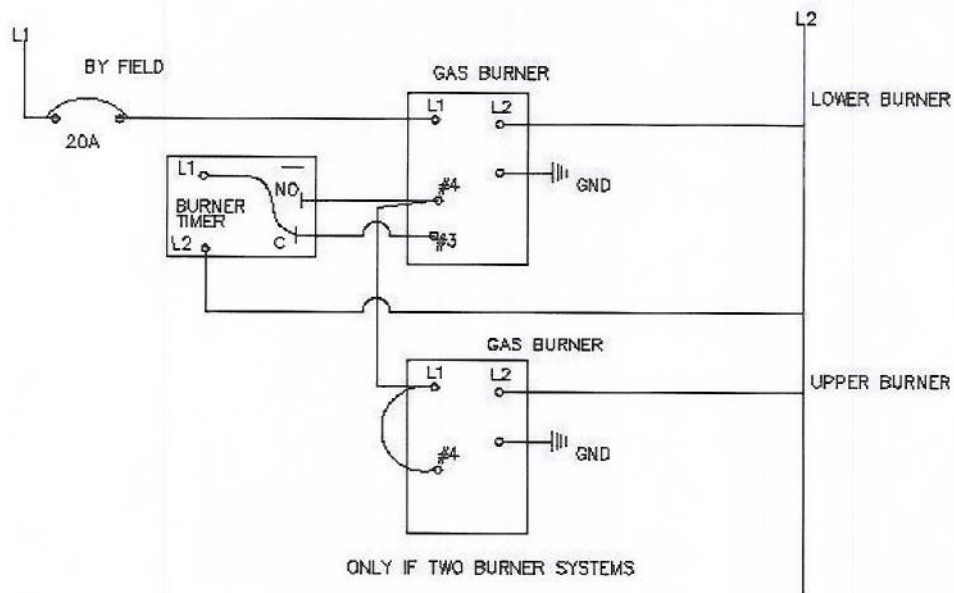 L1
L2
BY FIELD
GAS BURNER
20A
L1
L2
LOWER BURNER
L1
NO
BURNER
TIMER
#4
GND
L2
C
#3
GAS BURNER
L1
L2
UPPER BURNER
#4
GND
ONLY IF TWO BURNER SYSTEMS